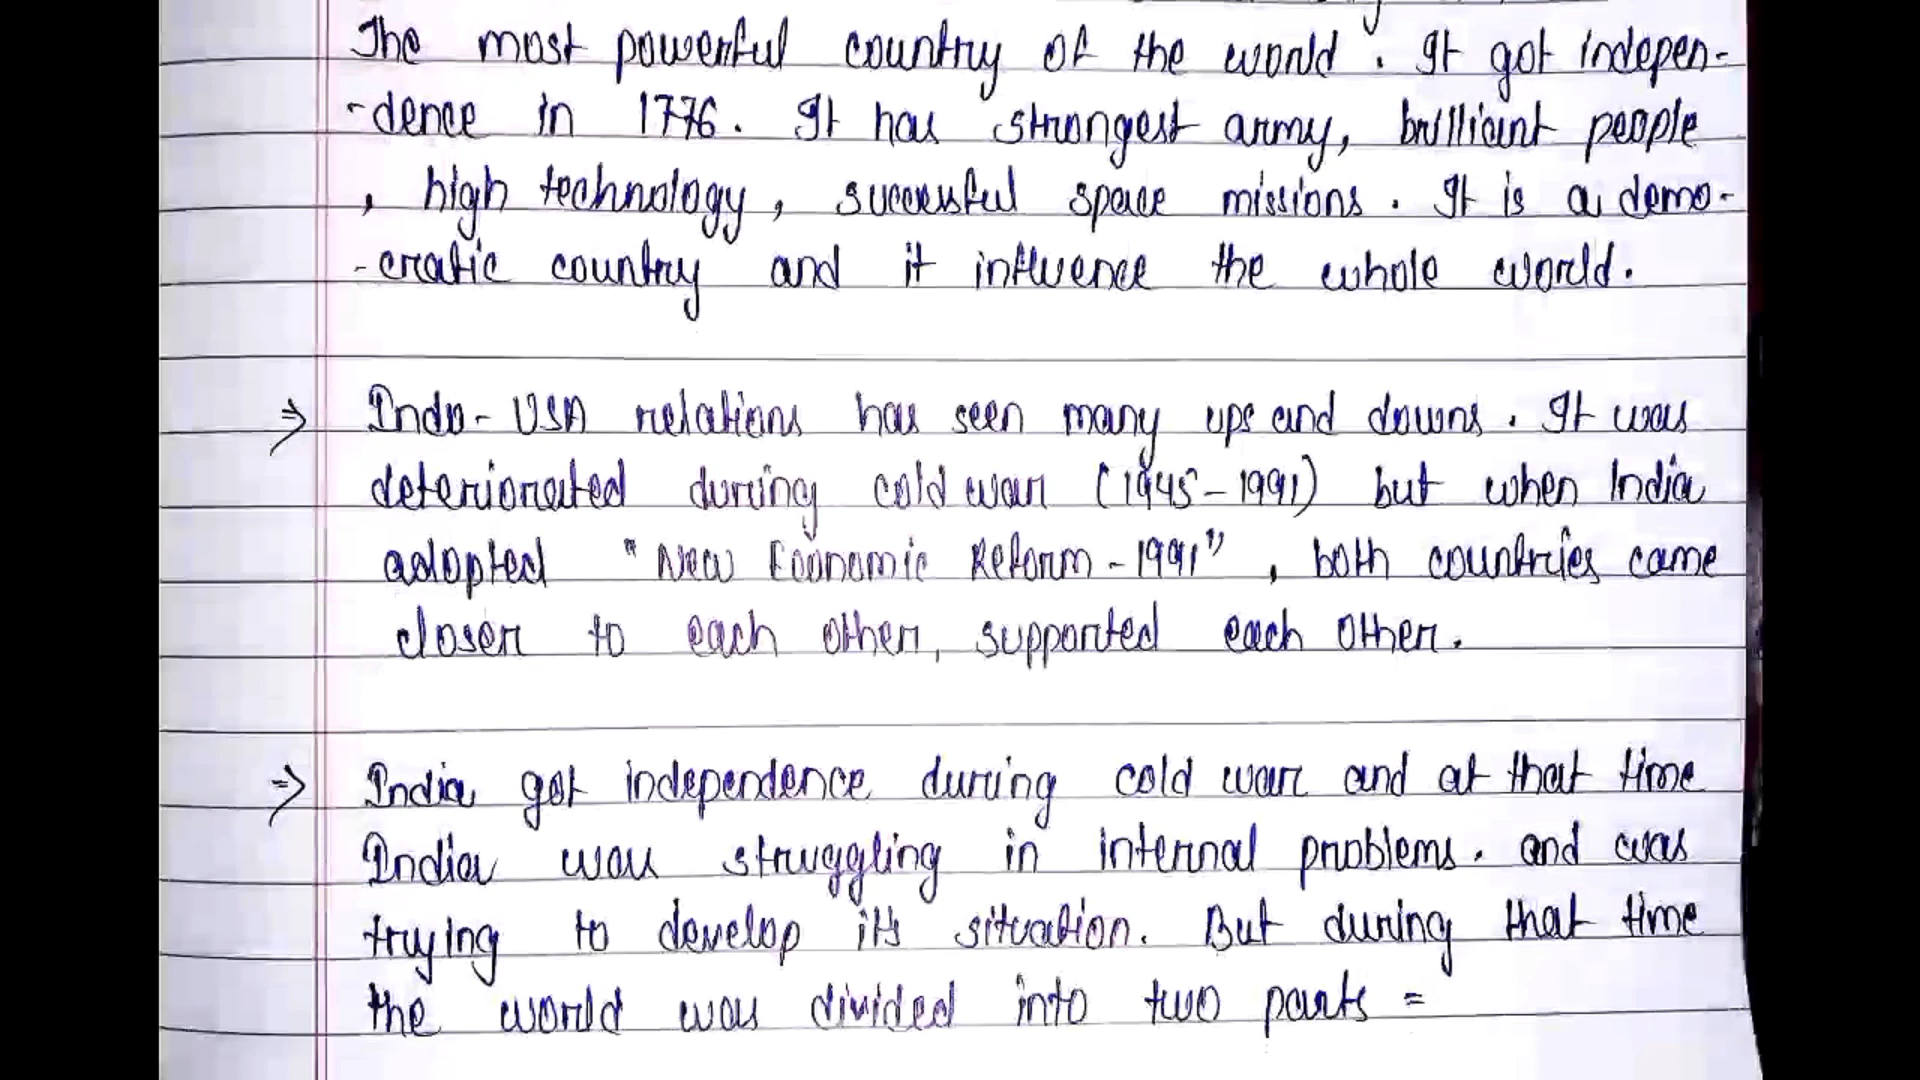 The most powerful country of the world. It got indepen-
-dence in 1776. It has strongest army, brilliant people
, high technology, successful space missions. It is a demo-
-cratic country and it influence the whole world.
⇒ Indo-USA relations has seen many ups and downs. It was
deteriorated during cold war (1945-1991) but when India
adopted "New Economic Reform-1991", both countries came
closer to each other, supported each other.
⇒ India got independence during cold war and at that time
India was struggling in internal problems. and was
trying to develop its situation. But during that time
the world was divided into two parts =